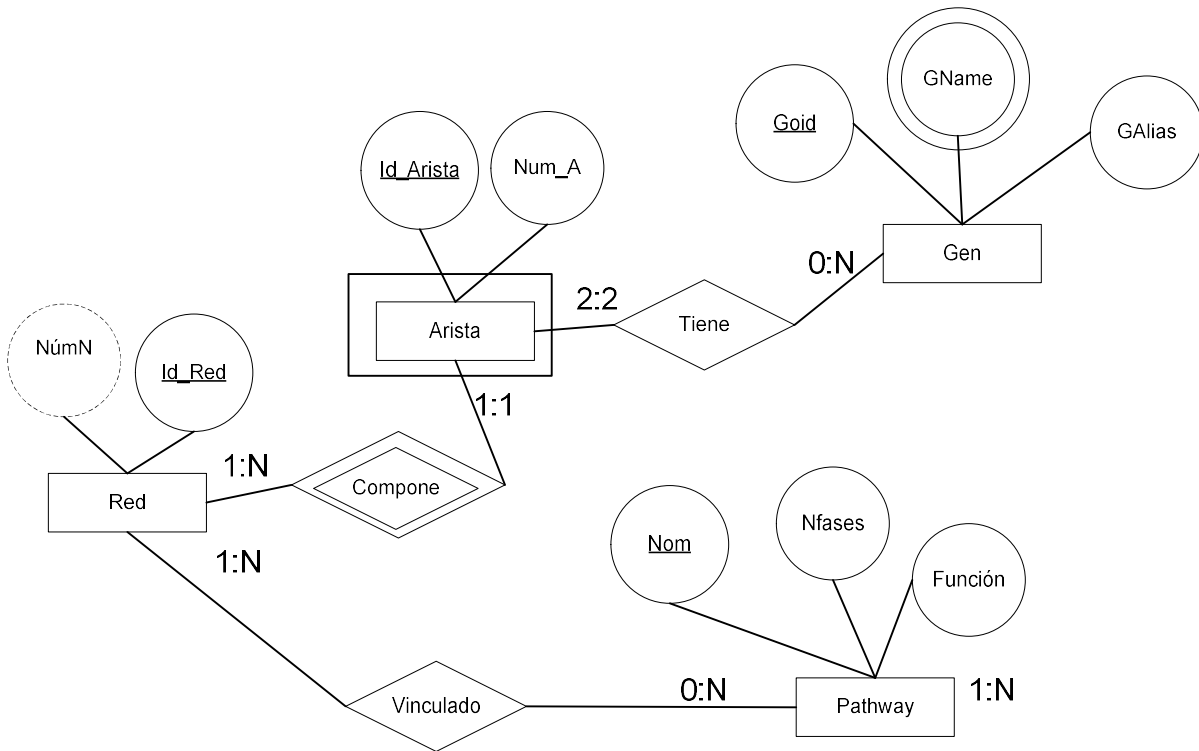 GName
Goid
GAlias
Id_Arista
Num_A
Gen
0:N
2:2
Tiene
Arista
NúmN
Id_Red
1:1
1:N
Compone
Red
1:N
Nfases
Nom
Función
0:N
1:N
Vinculado
Pathway